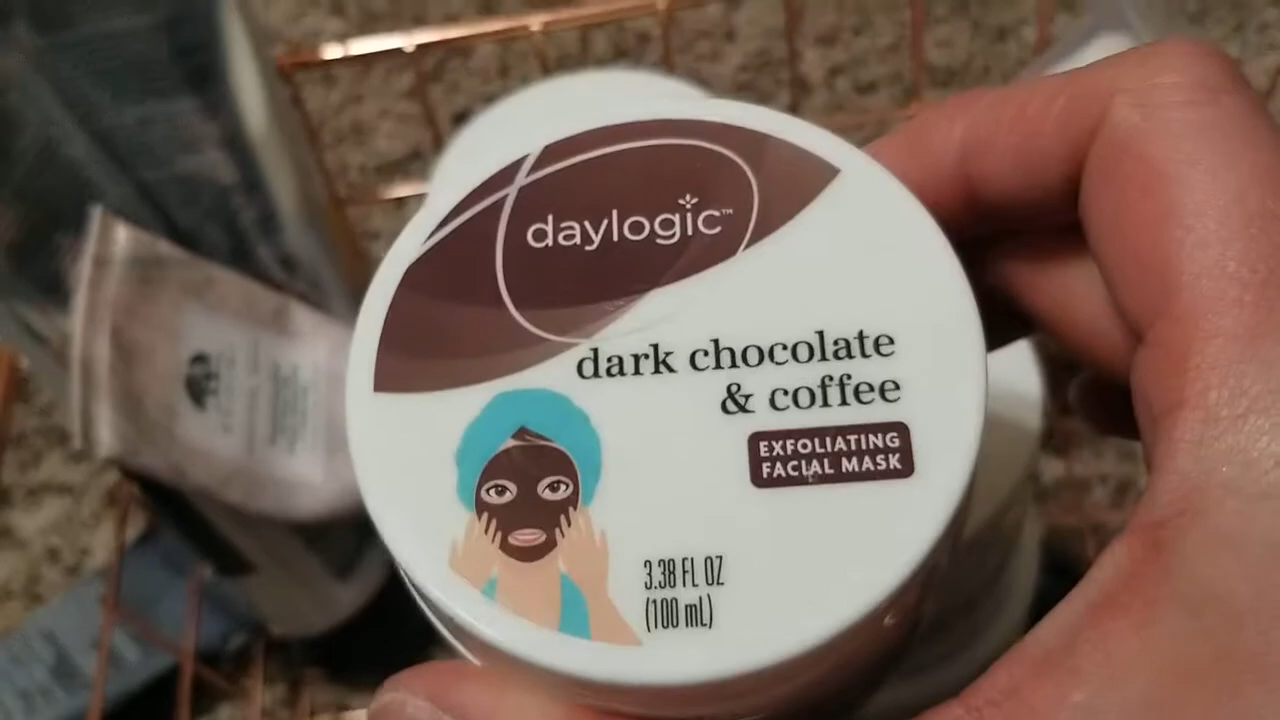 daylogic™
dark chocolate
& coffee
EXFOLIATING
FACIAL MASK
3.38 FL OZ
(100 mL)